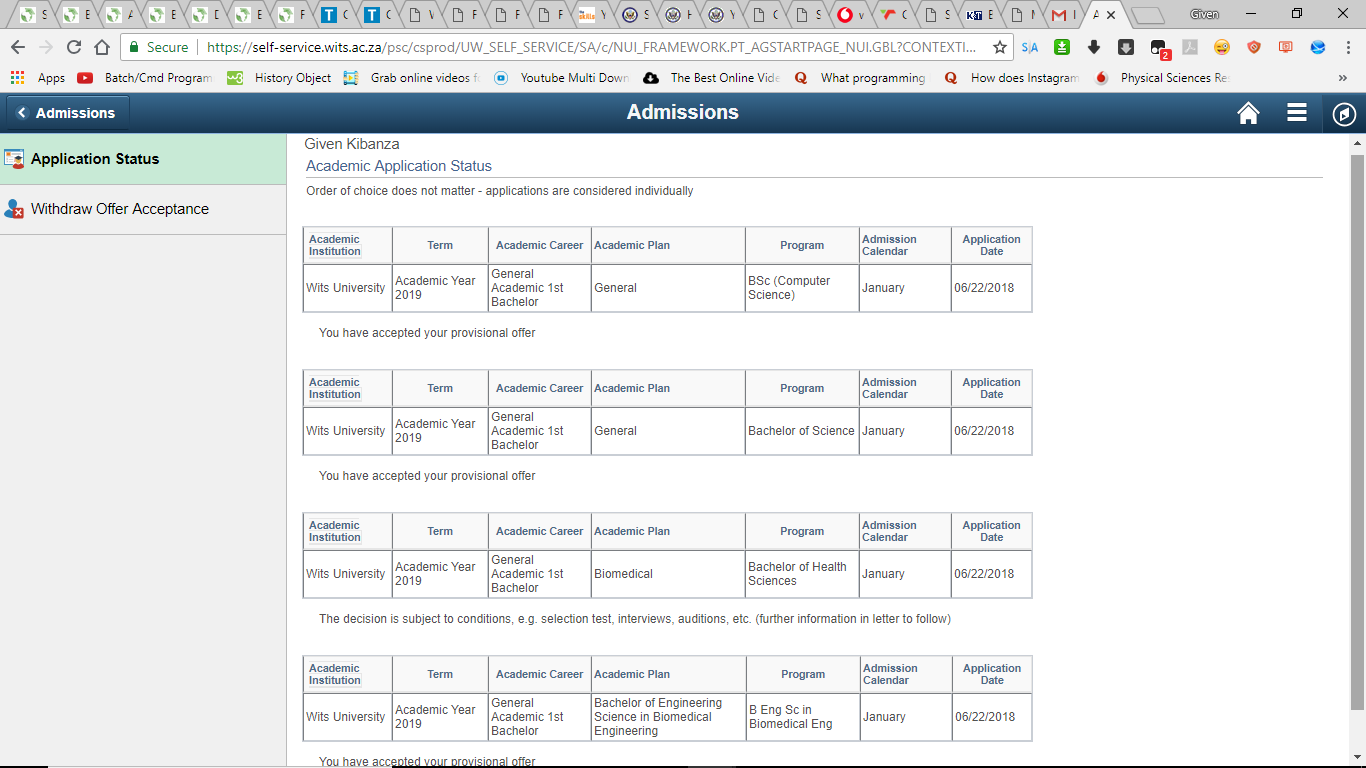 S
E
A
E
D
E
F
C
C
V
F
F
F
Y
S
H
Y
C
S
v
C
S
E
M
I
A
Given
Secure
https://self-service.wits.ac.za/psc/csprod/UW_SELF_SERVICE/SA/c/NUI_FRAMEWORK.PT_AGSTARTPAGE_NUI.GBL?CONTEXTI...
S|A
2
Apps
Batch/Cmd Program
History Object
Grab online videos f
Youtube Multi Down
The Best Online Vide
What programming
How does Instagram
Physical Sciences Re
Admissions
Admissions
Application Status
Withdraw Offer Acceptance
Given Kibanza
Academic Application Status
Order of choice does not matter - applications are considered individually
Academic Institution Term Academic Career Academic Plan Program Admission Calendar Application Date
Wits University Academic Year 2019 General Academic 1st Bachelor General BSc (Computer Science) January 06/22/2018
You have accepted your provisional offer
Academic Institution Term Academic Career Academic Plan Program Admission Calendar Application Date
Wits University Academic Year 2019 General Academic 1st Bachelor General Bachelor of Science January 06/22/2018
You have accepted your provisional offer
Academic Institution Term Academic Career Academic Plan Program Admission Calendar Application Date
Wits University Academic Year 2019 General Academic 1st Bachelor Biomedical Bachelor of Health Sciences January 06/22/2018
The decision is subject to conditions, e.g. selection test, interviews, auditions, etc. (further information in letter to follow)
Academic Institution Term Academic Career Academic Plan Program Admission Calendar Application Date
Wits University Academic Year 2019 General Academic 1st Bachelor Bachelor of Engineering Science in Biomedical Engineering B Eng Sc in Biomedical Eng January 06/22/2018
You have accepted your provisional offer